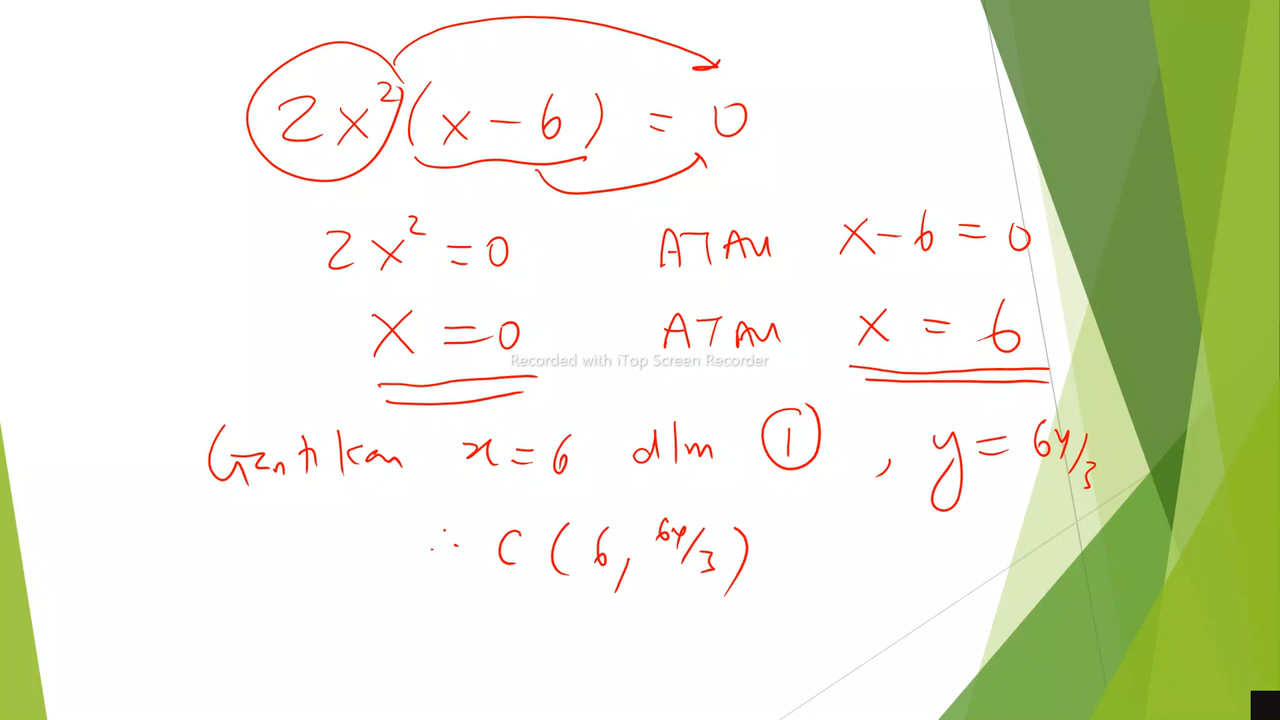 2x²(x-6) = 0
2x² = 0 ATAU x-6 = 0
x = 0 ATAU x = 6
Recorded with iTop Screen Recorder
Gantikan x = 6 dlm ①, y = 64/3
∴ C(6, 64/3)